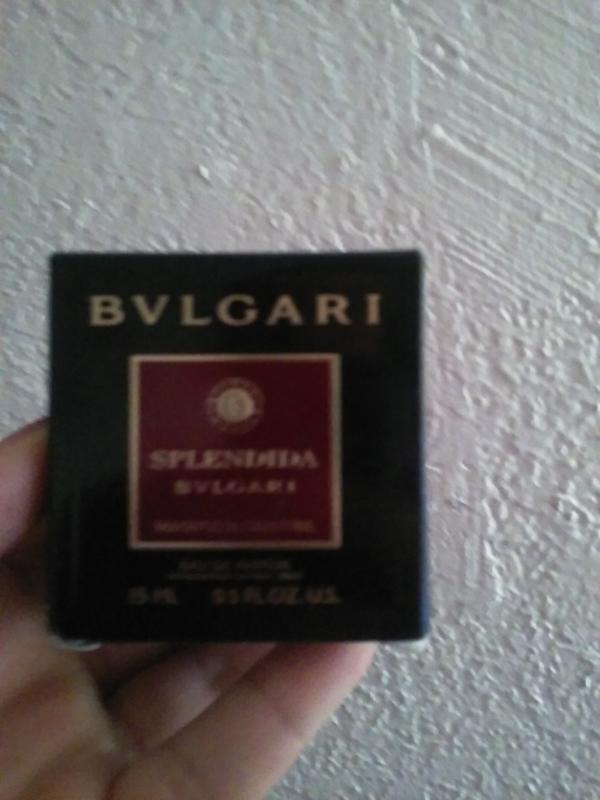 BVLGARI
SPLENDIDA
BVLGARI
EAU DE PARFUM
15 ML 0.5 FL.OZ. U.S.